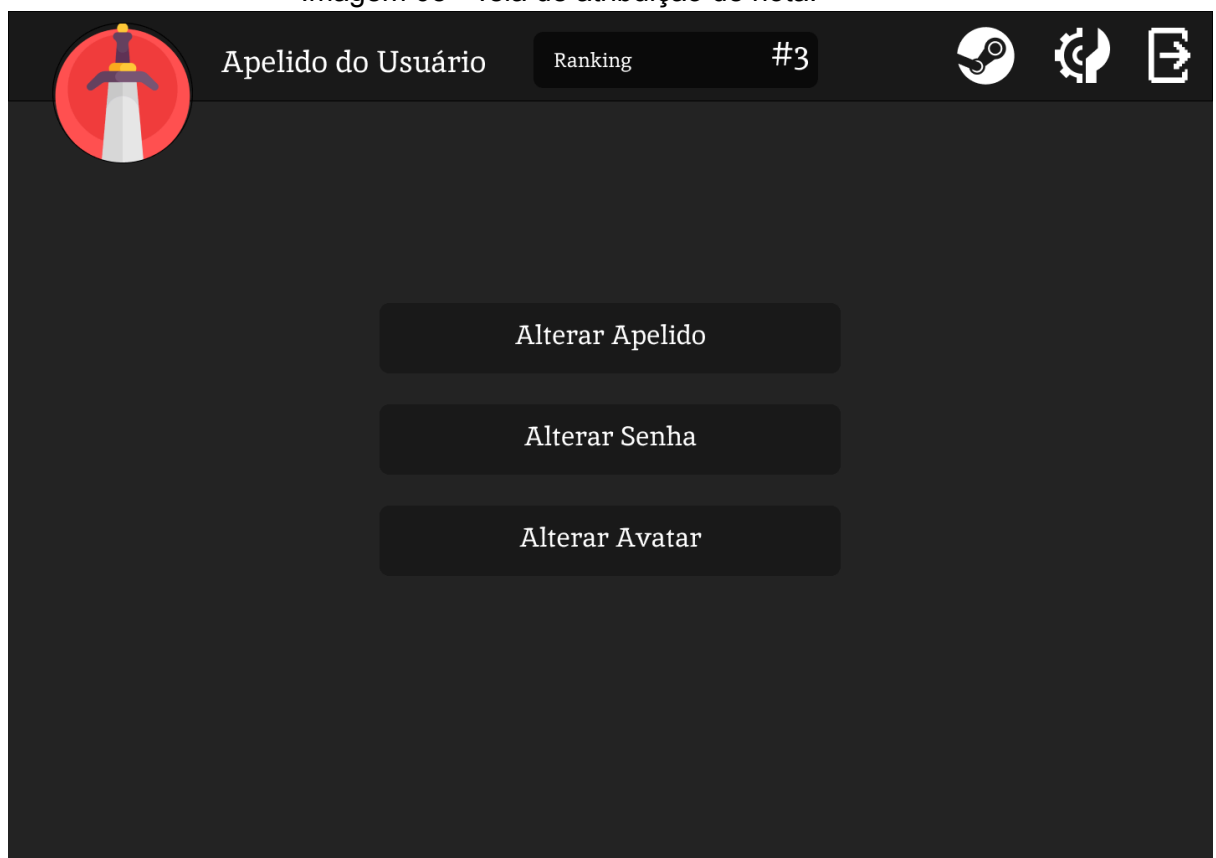 Apelido do Usuário
Ranking
#3
Alterar Apelido
Alterar Senha
Alterar Avatar